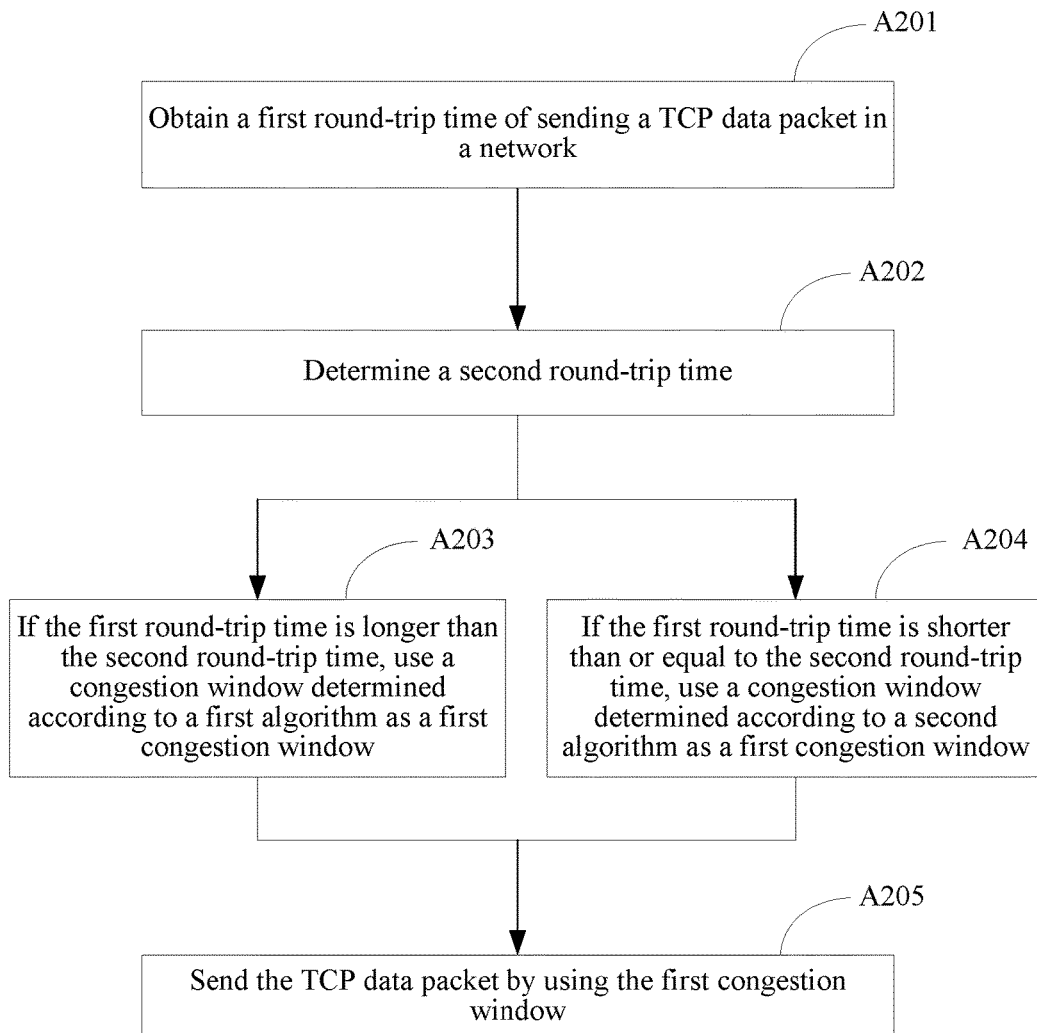 A201
Obtain a first round-trip time of sending a TCP data packet in
a network
A202
Determine a second round-trip time
A203
If the first round-trip time is longer than
the second round-trip time, use a
congestion window determined
according to a first algorithm as a first
congestion window
A204
If the first round-trip time is shorter
than or equal to the second round-trip
time, use a congestion window
determined according to a second
algorithm as a first congestion window
A205
Send the TCP data packet by using the first congestion
window